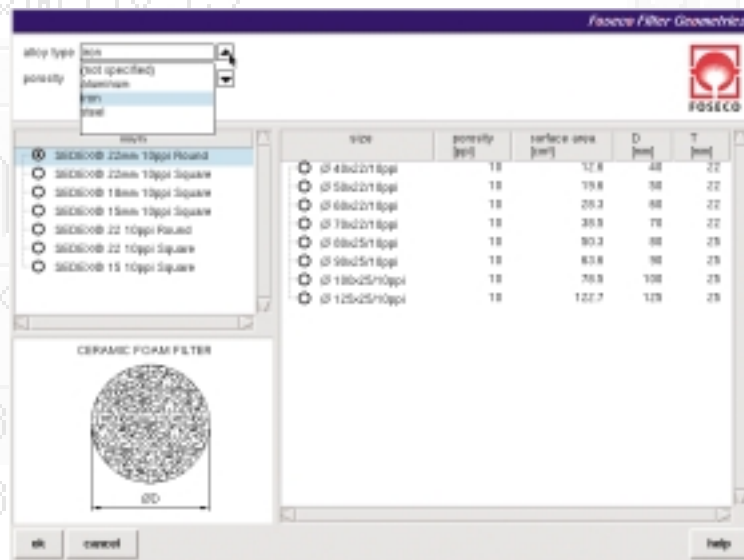 Foseco Filter Geometries
alloy type Iron
(not specified)
Aluminum
porosity
Iron
steel
FOSECO
SEDEX® 22mm 10ppi Round
SEDEX® 22mm 10ppi Square
SEDEX® 18mm 10ppi Square
SEDEX® 15mm 10ppi Square
SEDEX® 22 10ppi Round
SEDEX® 22 10ppi Square
SEDEX® 15 10ppi Square
size porosity [ppi] surface area [cm²] D [mm] T [mm]
Ø 40x22/10ppi 10 12.6 40 22
Ø 50x22/10ppi 10 19.6 50 22
Ø 60x22/10ppi 10 28.3 60 22
Ø 70x22/10ppi 10 38.5 70 22
Ø 80x25/10ppi 10 50.3 80 25
Ø 90x25/10ppi 10 63.6 90 25
Ø 100x25/10ppi 10 78.5 100 25
Ø 125x25/10ppi 10 122.7 125 25
CERAMIC FOAM FILTER
ØD
ok cancel help